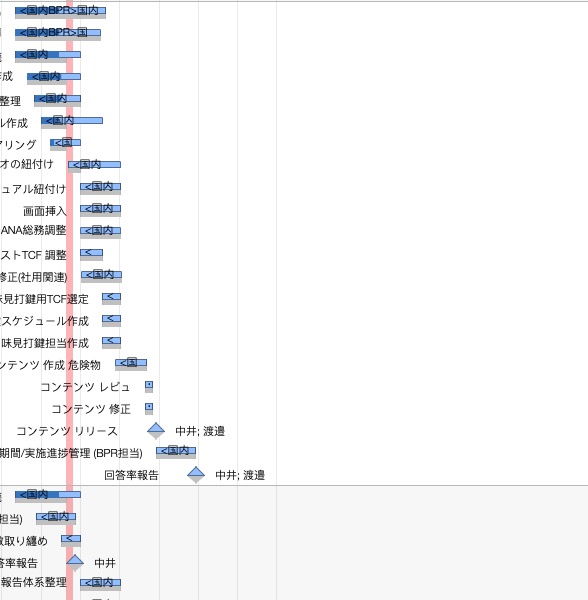 <国内BPR>国内
<国内BPR>国
<国内
作成 <国内
整理 <国内
ル作成 <国内
アリング <国
オの紐付け <国内
ュアル紐付け <国内
画面挿入 <国内
ANA総務調整 <国内
ストTCF 調整 <
修正(社用関連) <国内
味見打鍵用TCF選定 <
スケジュール作成 <
味見打鍵担当作成 <
ンテンツ 作成 危険物 <国
コンテンツ レビュ
コンテンツ 修正
コンテンツ リリース 中井; 渡邉
期間/実施進捗管理 (BPR担当) <国内
回答率報告 中井; 渡邉
<国内
担当) <国内
数取り纏め <
答率報告 中井
報告体系整理 <国内